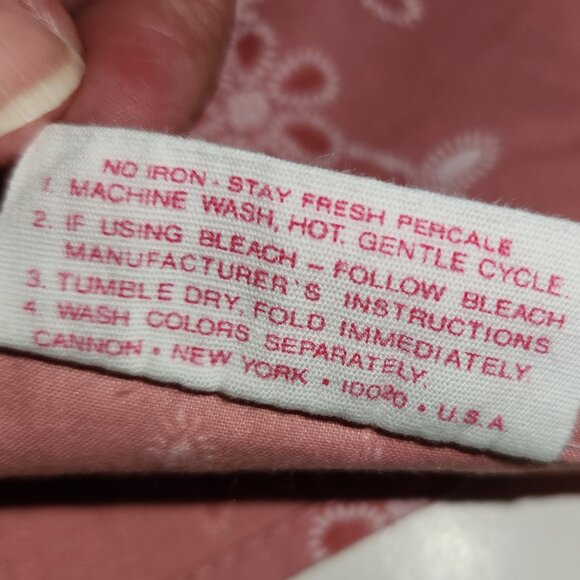 NO IRON - STAY FRESH PERCALE
1. MACHINE WASH, HOT. GENTLE CYCLE.
2. IF USING BLEACH – FOLLOW BLEACH
MANUFACTURER'S INSTRUCTIONS
3. TUMBLE DRY, FOLD IMMEDIATELY.
4. WASH COLORS SEPARATELY.
CANNON • NEW YORK • 10020 • U.S.A.